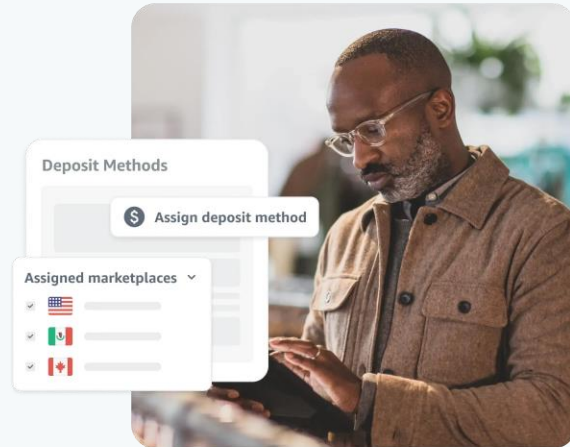 Deposit Methods
$ Assign deposit method
Assigned marketplaces